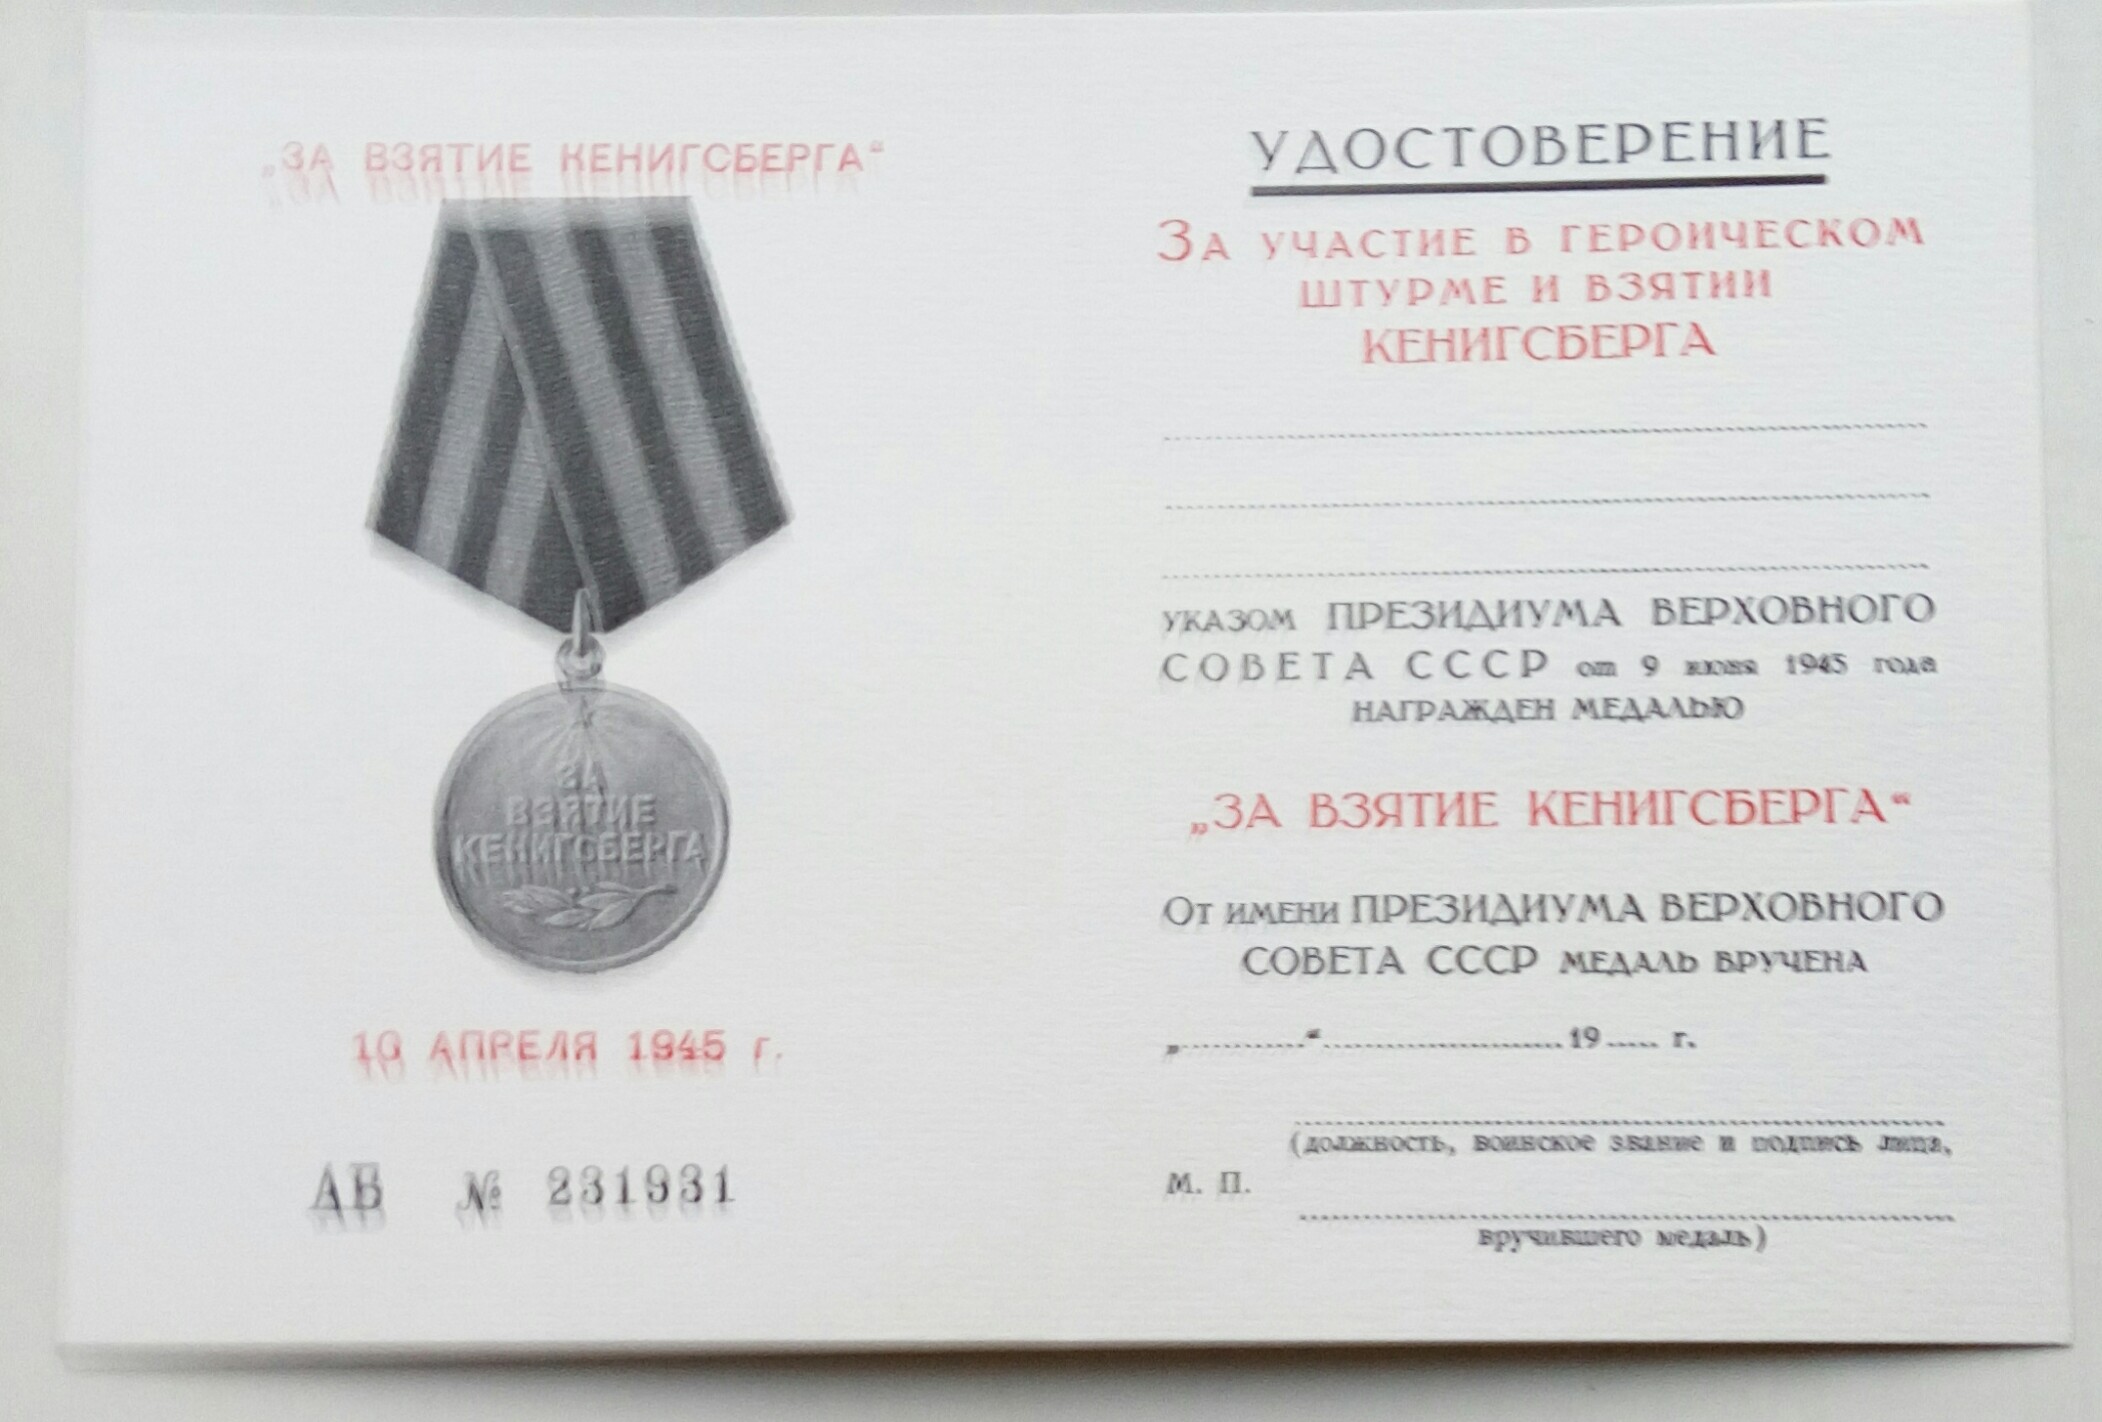 „ЗА ВЗЯТИЕ КЕНИГСБЕРГА“
ЗА
ВЗЯТИЕ
КЕНИГСБЕРГА
10 АПРЕЛЯ 1945 г.
АБ № 231931
УДОСТОВЕРЕНИЕ
ЗА УЧАСТИЕ В ГЕРОИЧЕСКОМ
ШТУРМЕ И ВЗЯТИИ
КЕНИГСБЕРГА
УКАЗОМ ПРЕЗИДИУМА ВЕРХОВНОГО
СОВЕТА СССР от 9 июня 1945 года
НАГРАЖДЕН МЕДАЛЬЮ
„ЗА ВЗЯТИЕ КЕНИГСБЕРГА“
ОТ ИМЕНИ ПРЕЗИДИУМА ВЕРХОВНОГО
СОВЕТА СССР МЕДАЛЬ ВРУЧЕНА
„............“........................19..... г.
(должность, воинское звание и подпись лица,
М. П.
вручившего медаль)